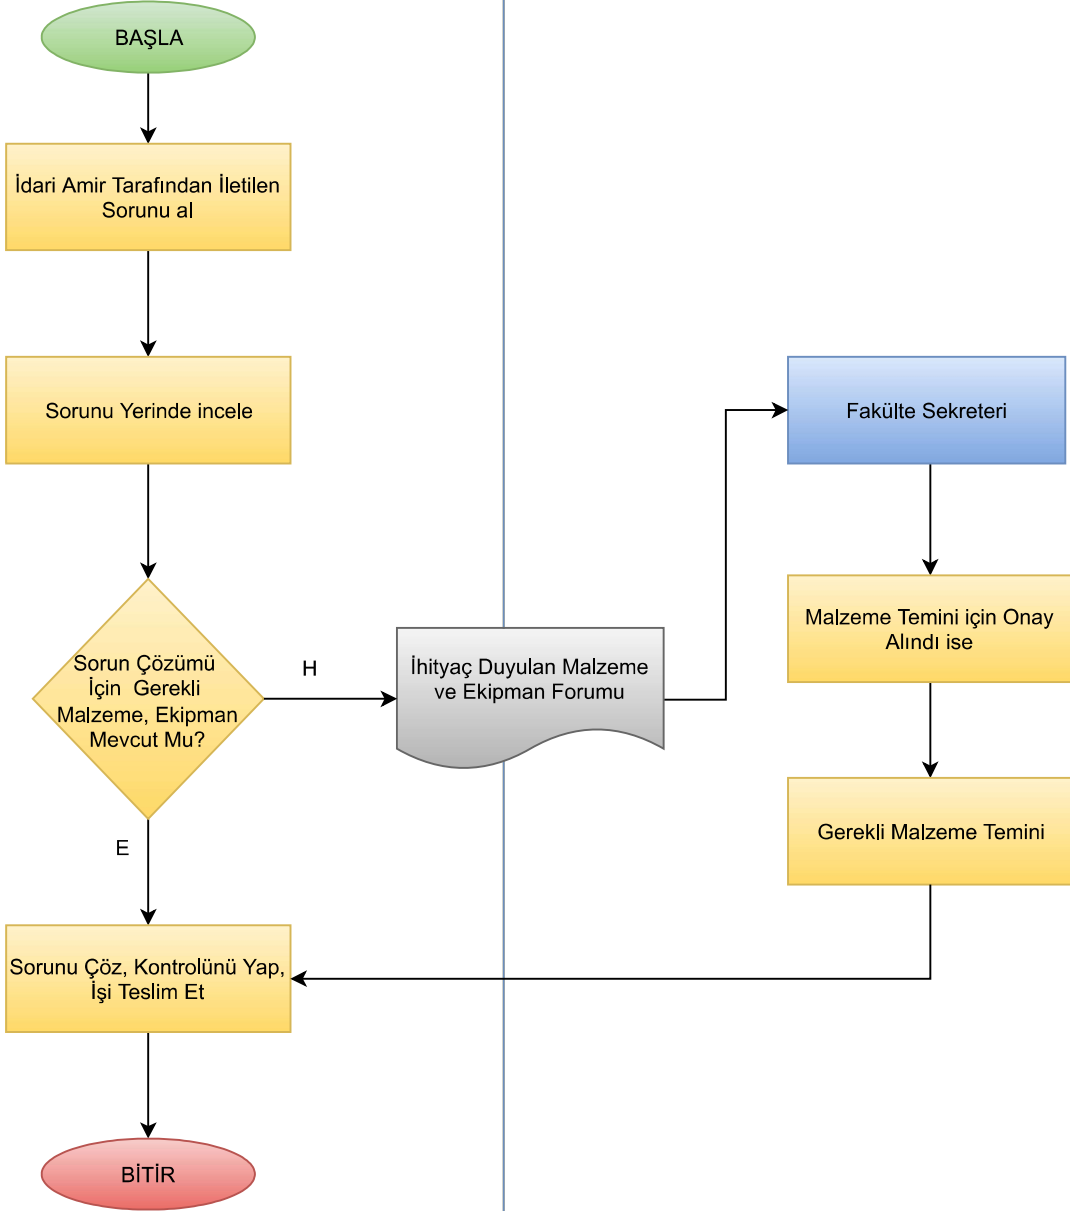 BAŞLA
İdari Amir Tarafından İletilen
Sorunu al
Sorunu Yerinde incele
Fakülte Sekreteri
Malzeme Temini için Onay
Alındı ise
Sorun Çözümü
İçin  Gerekli
Malzeme, Ekipman
Mevcut Mu?
H
İhityaç Duyulan Malzeme
ve Ekipman Forumu
Gerekli Malzeme Temini
E
Sorunu Çöz, Kontrolünü Yap,
İşi Teslim Et
BİTİR